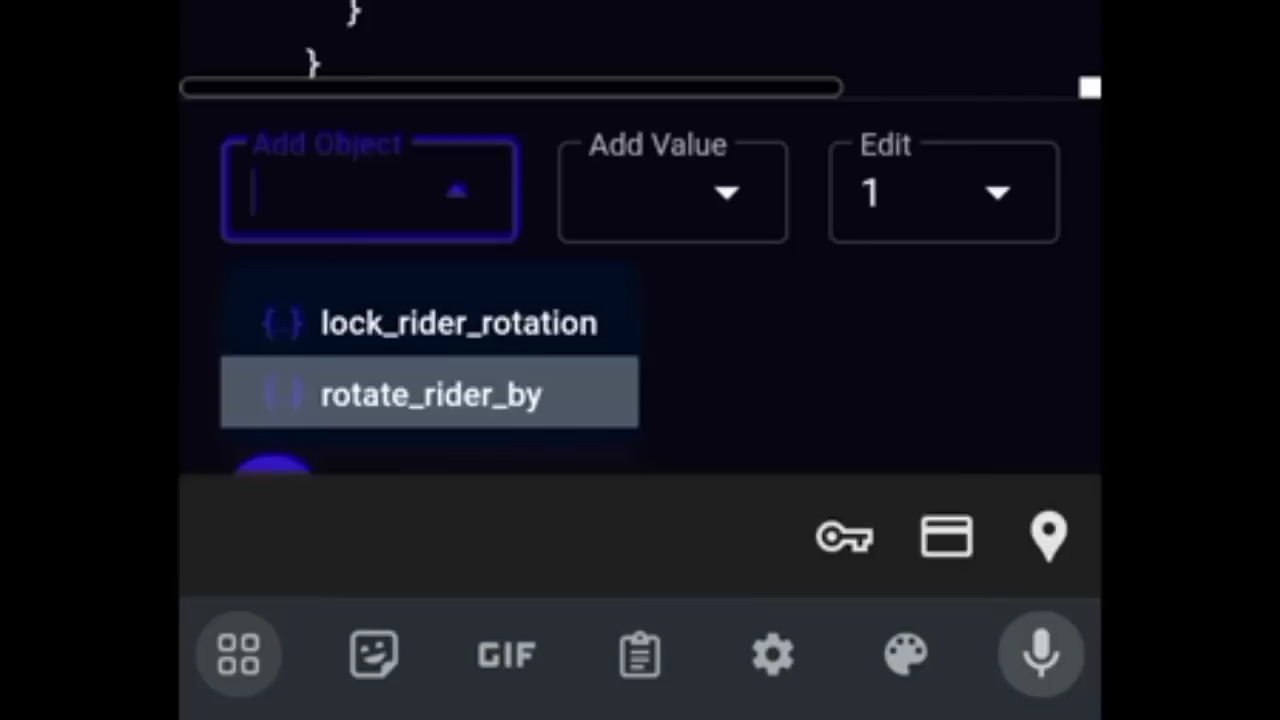 }
}
Add Object
Add Value
Edit
1
{..} lock_rider_rotation
{ } rotate_rider_by
GIF